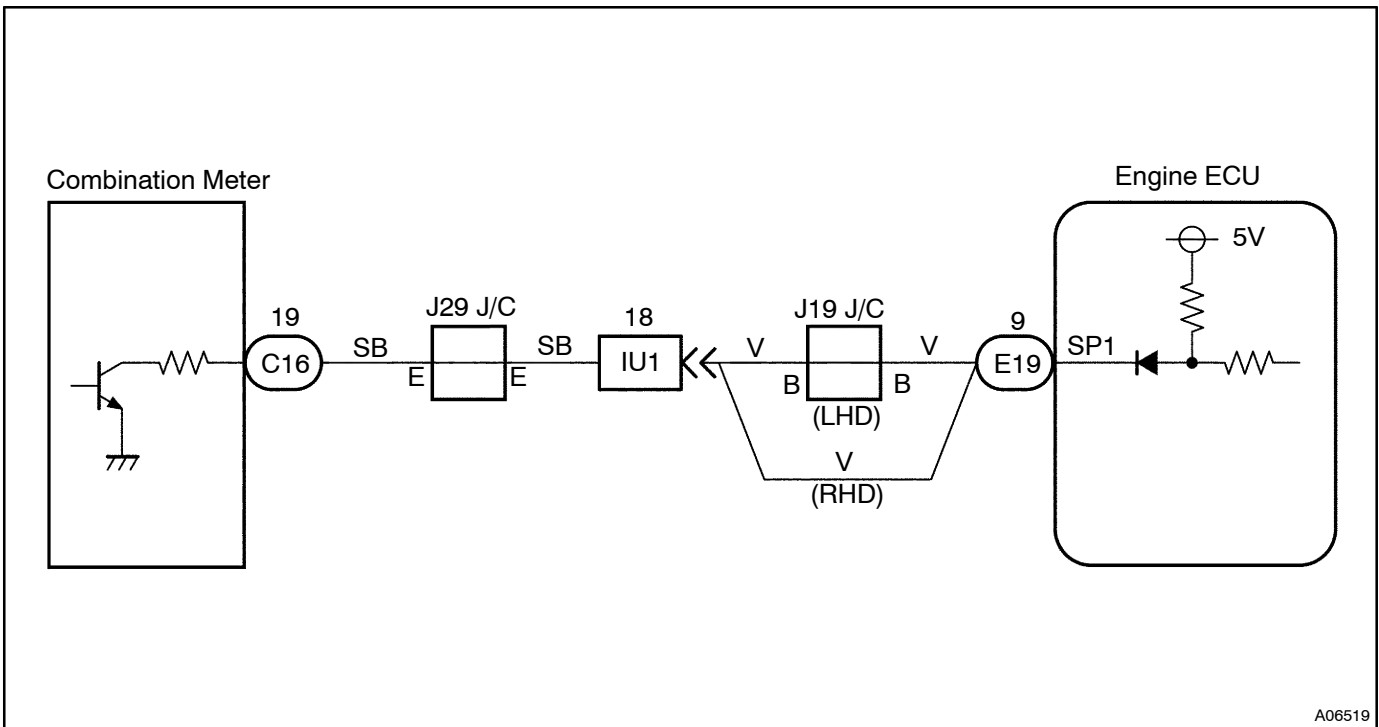 Combination Meter
Engine ECU
5V
19
C16
SB
J29 J/C
E
E
SB
18
IU1
V
J19 J/C
B
B
(LHD)
V
V
(RHD)
9
E19
SP1
A06519